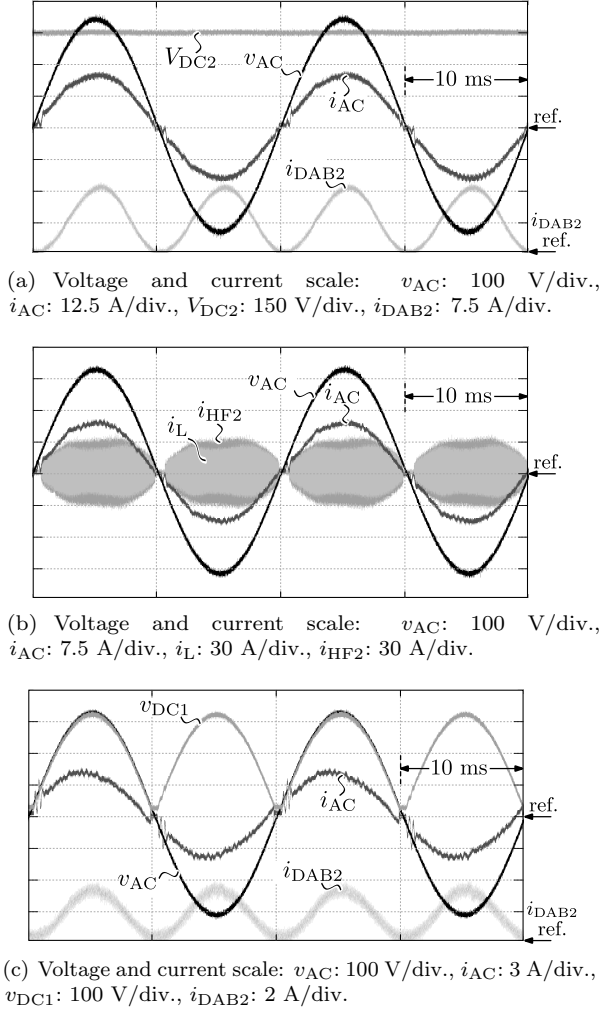 V_DC2
v_AC
10 ms
i_AC
ref.
i_DAB2
i_DAB2
ref.
(a) Voltage and current scale: v_AC: 100 V/div.,
i_AC: 12.5 A/div., V_DC2: 150 V/div., i_DAB2: 7.5 A/div.
v_AC
i_AC
10 ms
i_HF2
i_L
ref.
(b) Voltage and current scale: v_AC: 100 V/div.,
i_AC: 7.5 A/div., i_L: 30 A/div., i_HF2: 30 A/div.
v_DC1
10 ms
i_AC
ref.
v_AC
i_DAB2
i_DAB2
ref.
(c) Voltage and current scale: v_AC: 100 V/div., i_AC: 3 A/div.,
v_DC1: 100 V/div., i_DAB2: 2 A/div.